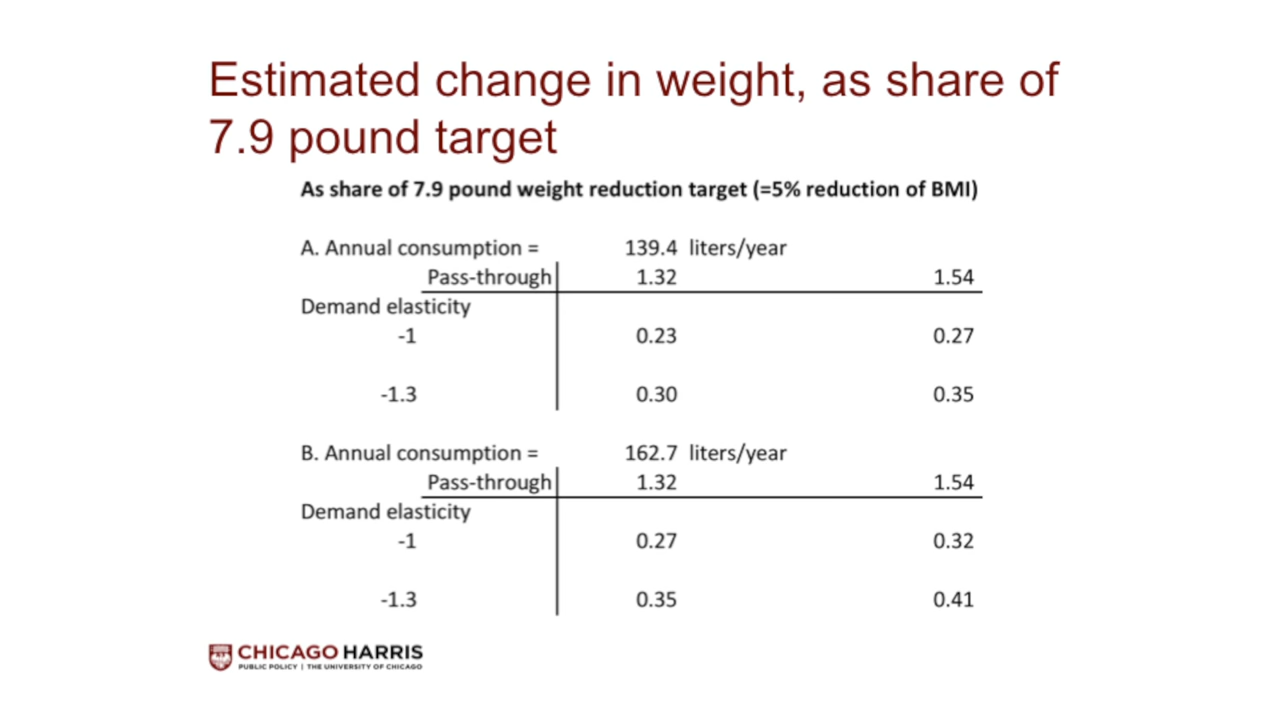 Estimated change in weight, as share of
7.9 pound target
As share of 7.9 pound weight reduction target (=5% reduction of BMI)
A. Annual consumption = 139.4 liters/year
Pass-through 1.32 1.54
Demand elasticity
-1 0.23 0.27
-1.3 0.30 0.35
B. Annual consumption = 162.7 liters/year
Pass-through 1.32 1.54
Demand elasticity
-1 0.27 0.32
-1.3 0.35 0.41
CHICAGO HARRIS
PUBLIC POLICY | THE UNIVERSITY OF CHICAGO